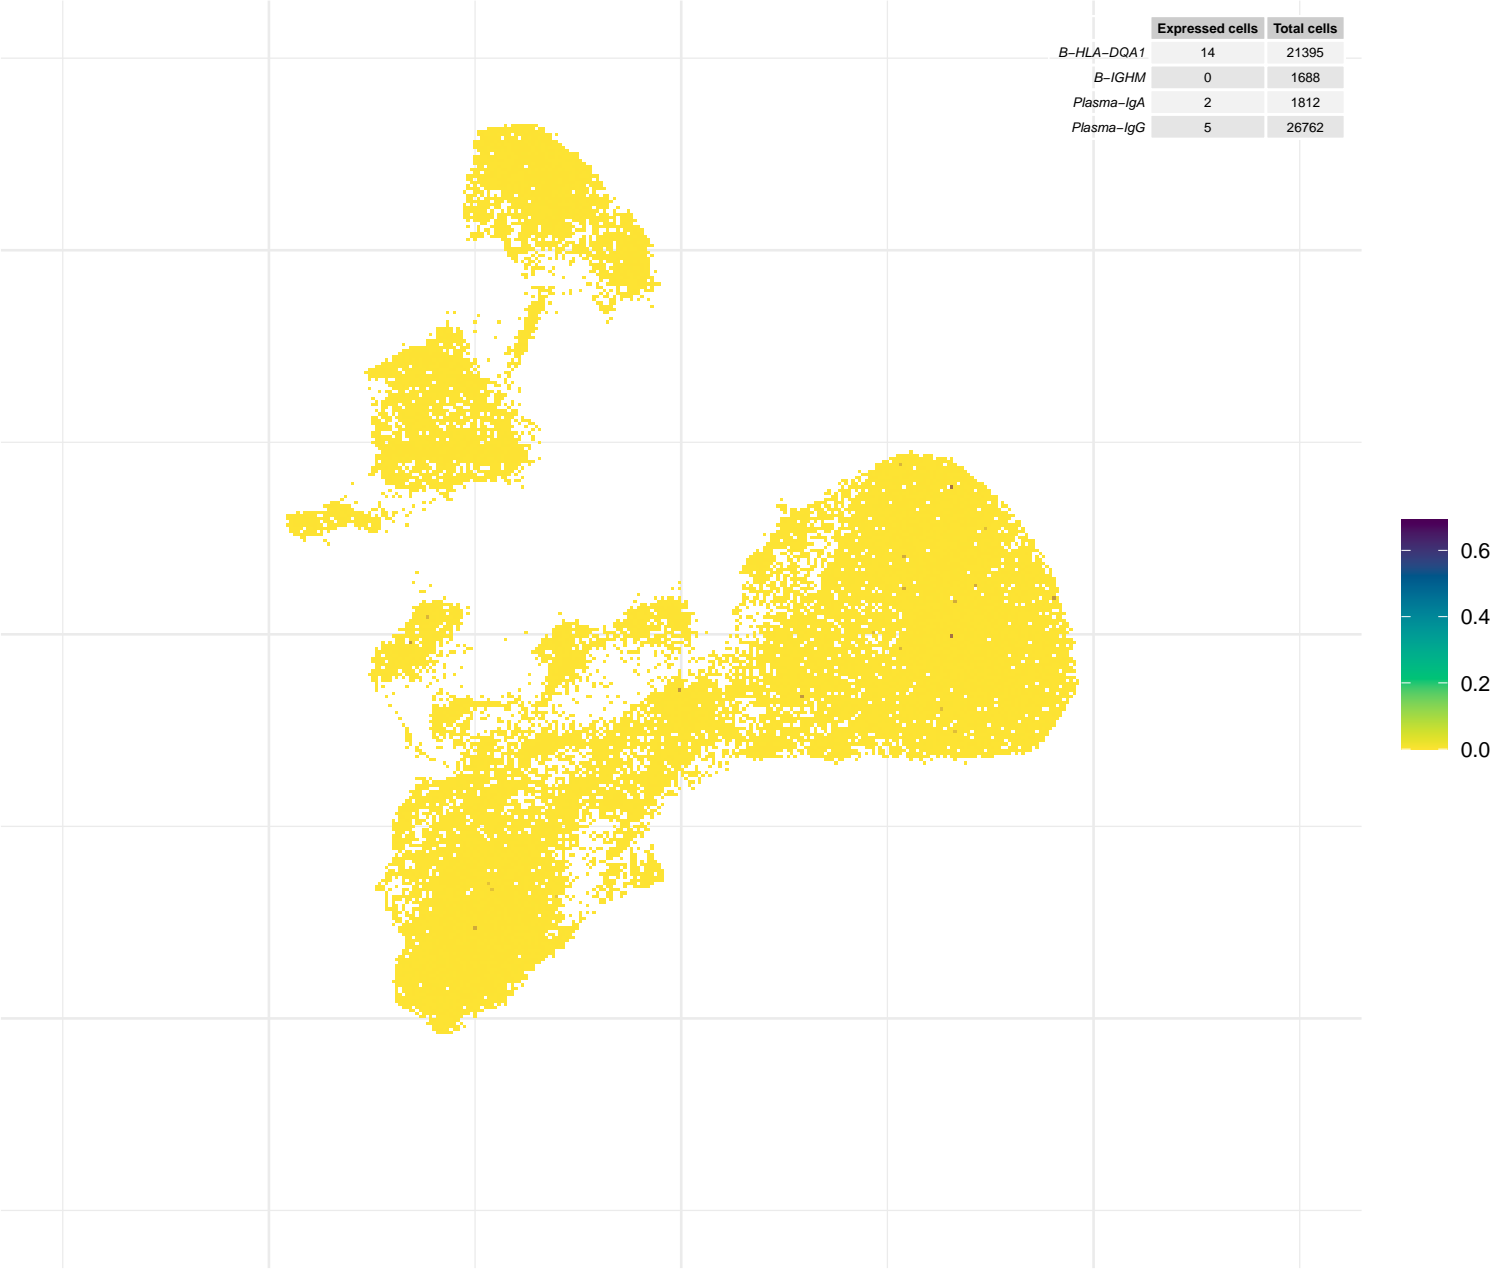 Expressed cells Total cells
B−HLA−DQA1 14 21395
B−IGHM 0 1688
Plasma−IgA 2 1812
Plasma−IgG 5 26762
0.6
0.4
0.2
0.0